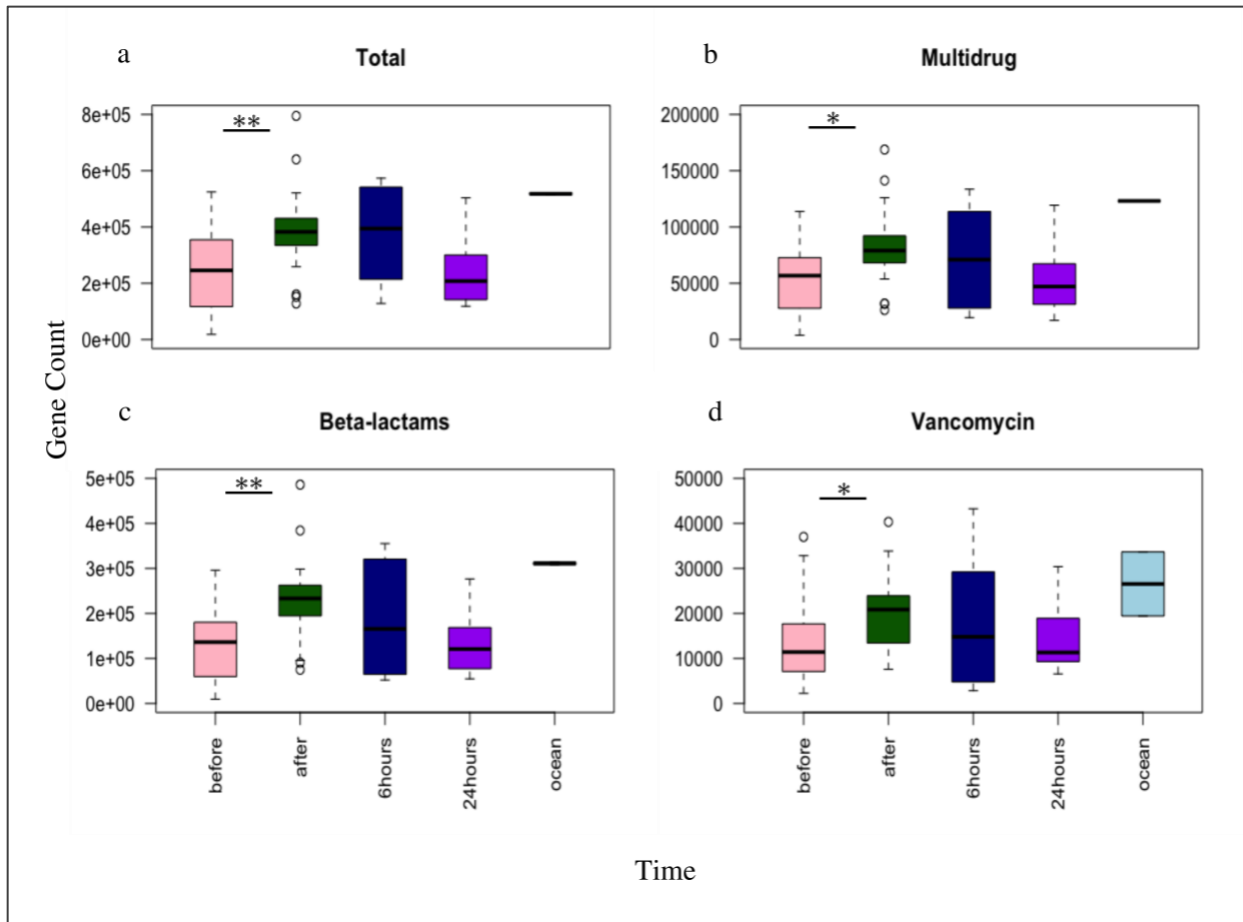 a
Total
**
8e+05
6e+05
4e+05
2e+05
0e+00
b
Multidrug
*
200000
150000
100000
50000
0
Gene Count
c
Beta-lactams
**
5e+05
4e+05
3e+05
2e+05
1e+05
0e+00
before
after
6hours
24hours
ocean
d
Vancomycin
*
50000
40000
30000
20000
10000
0
before
after
6hours
24hours
ocean
Time